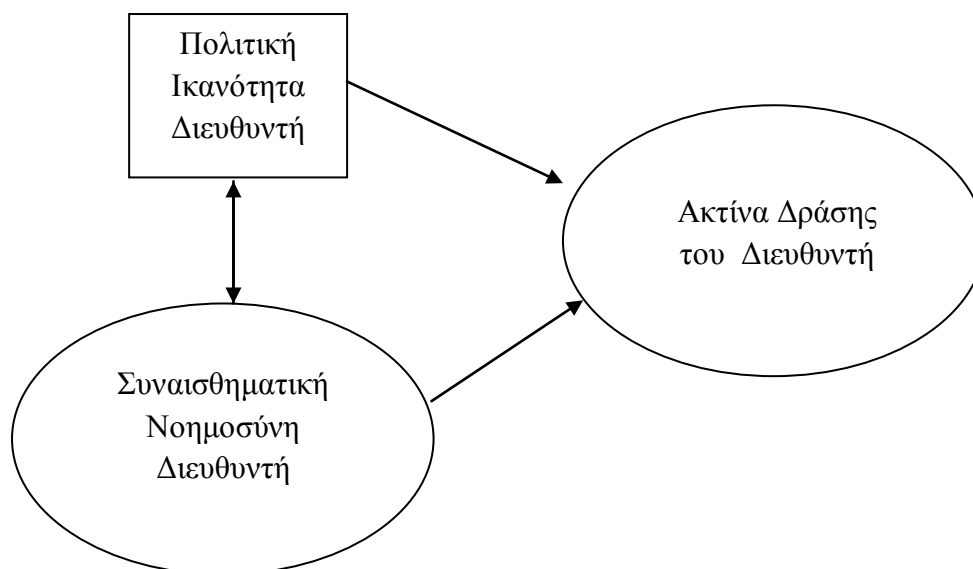 Πολιτική
Ικανότητα
Διευθυντή
Ακτίνα Δράσης
του Διευθυντή
Συναισθηματική
Νοημοσύνη
Διευθυντή